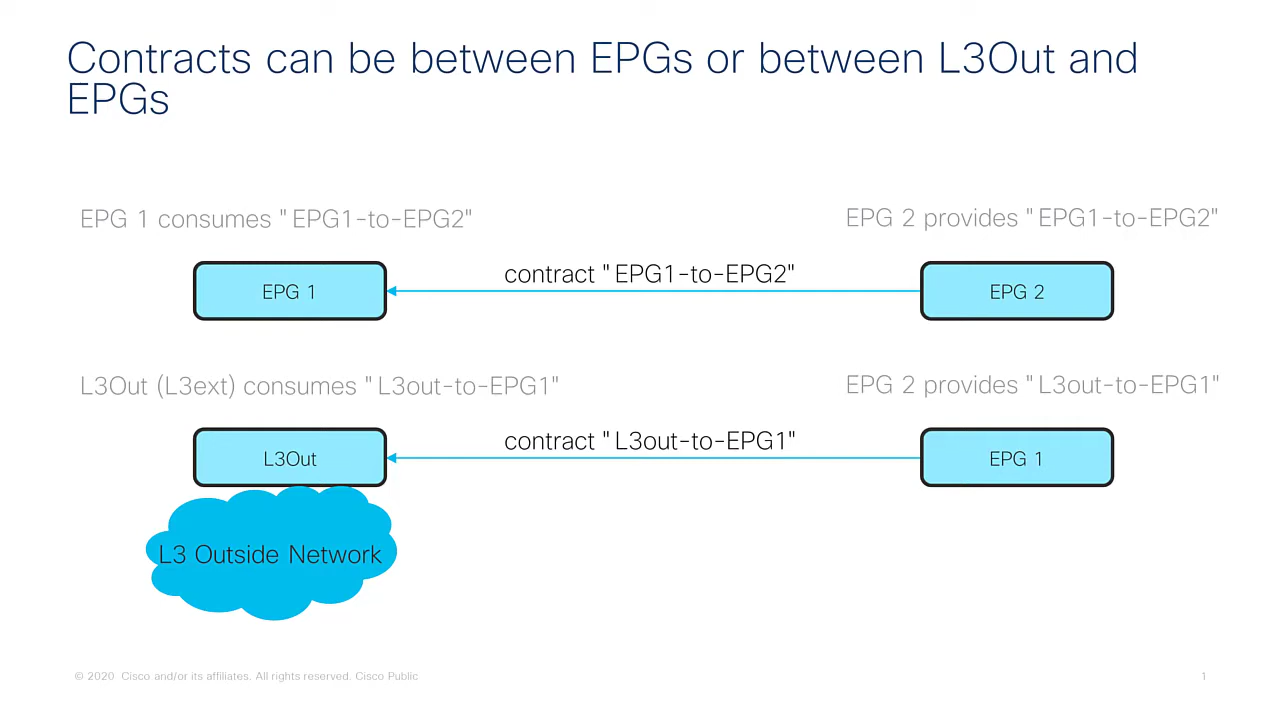 Contracts can be between EPGs or between L3Out and
EPGs
EPG 1 consumes "EPG1-to-EPG2"
EPG 2 provides "EPG1-to-EPG2"
contract "EPG1-to-EPG2"
EPG 1
EPG 2
L3Out (L3ext) consumes "L3out-to-EPG1"
EPG 2 provides "L3out-to-EPG1"
contract "L3out-to-EPG1"
L3Out
EPG 1
L3 Outside Network
© 2020 Cisco and/or its affiliates. All rights reserved. Cisco Public
1